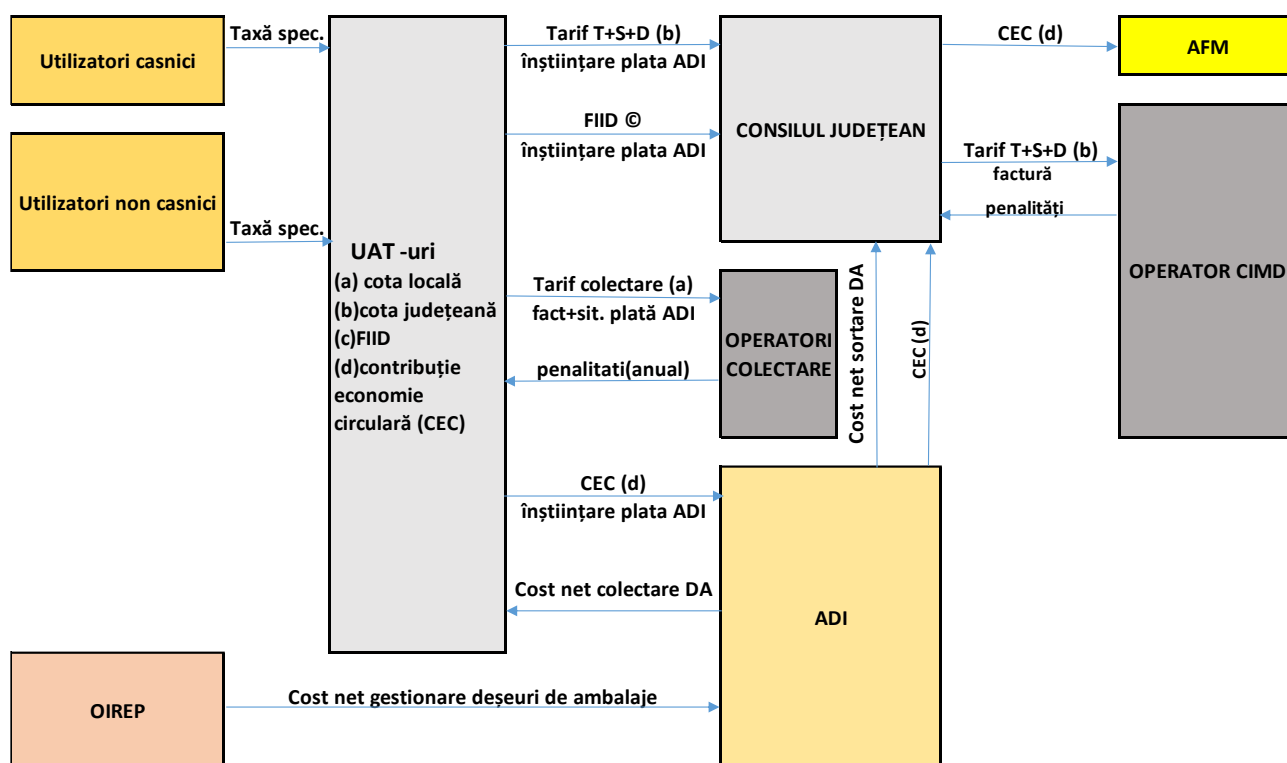 Utilizatori casnici
Taxă spec.
Utilizatori non casnici
Taxă spec.
UAT -uri
(a) cota locală
(b)cota județeană
(c)FIID
(d)contribuție
economie
circulară (CEC)
Tarif T+S+D (b)
înștiințare plata ADI
FIID ©
înștiințare plata ADI
CONSILUL JUDEȚEAN
CEC (d)
AFM
Tarif T+S+D (b)
factură
penalități
OPERATOR CIMD
Tarif colectare (a)
fact+sit. plată ADI
penalitati(anual)
OPERATORI
COLECTARE
Cost net sortare DA
CEC (d)
CEC (d)
înștiințare plata ADI
Cost net colectare DA
ADI
OIREP
Cost net gestionare deșeuri de ambalaje